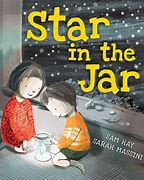 Star
in the
Jar
SAM HAY
SARAH MASSINI